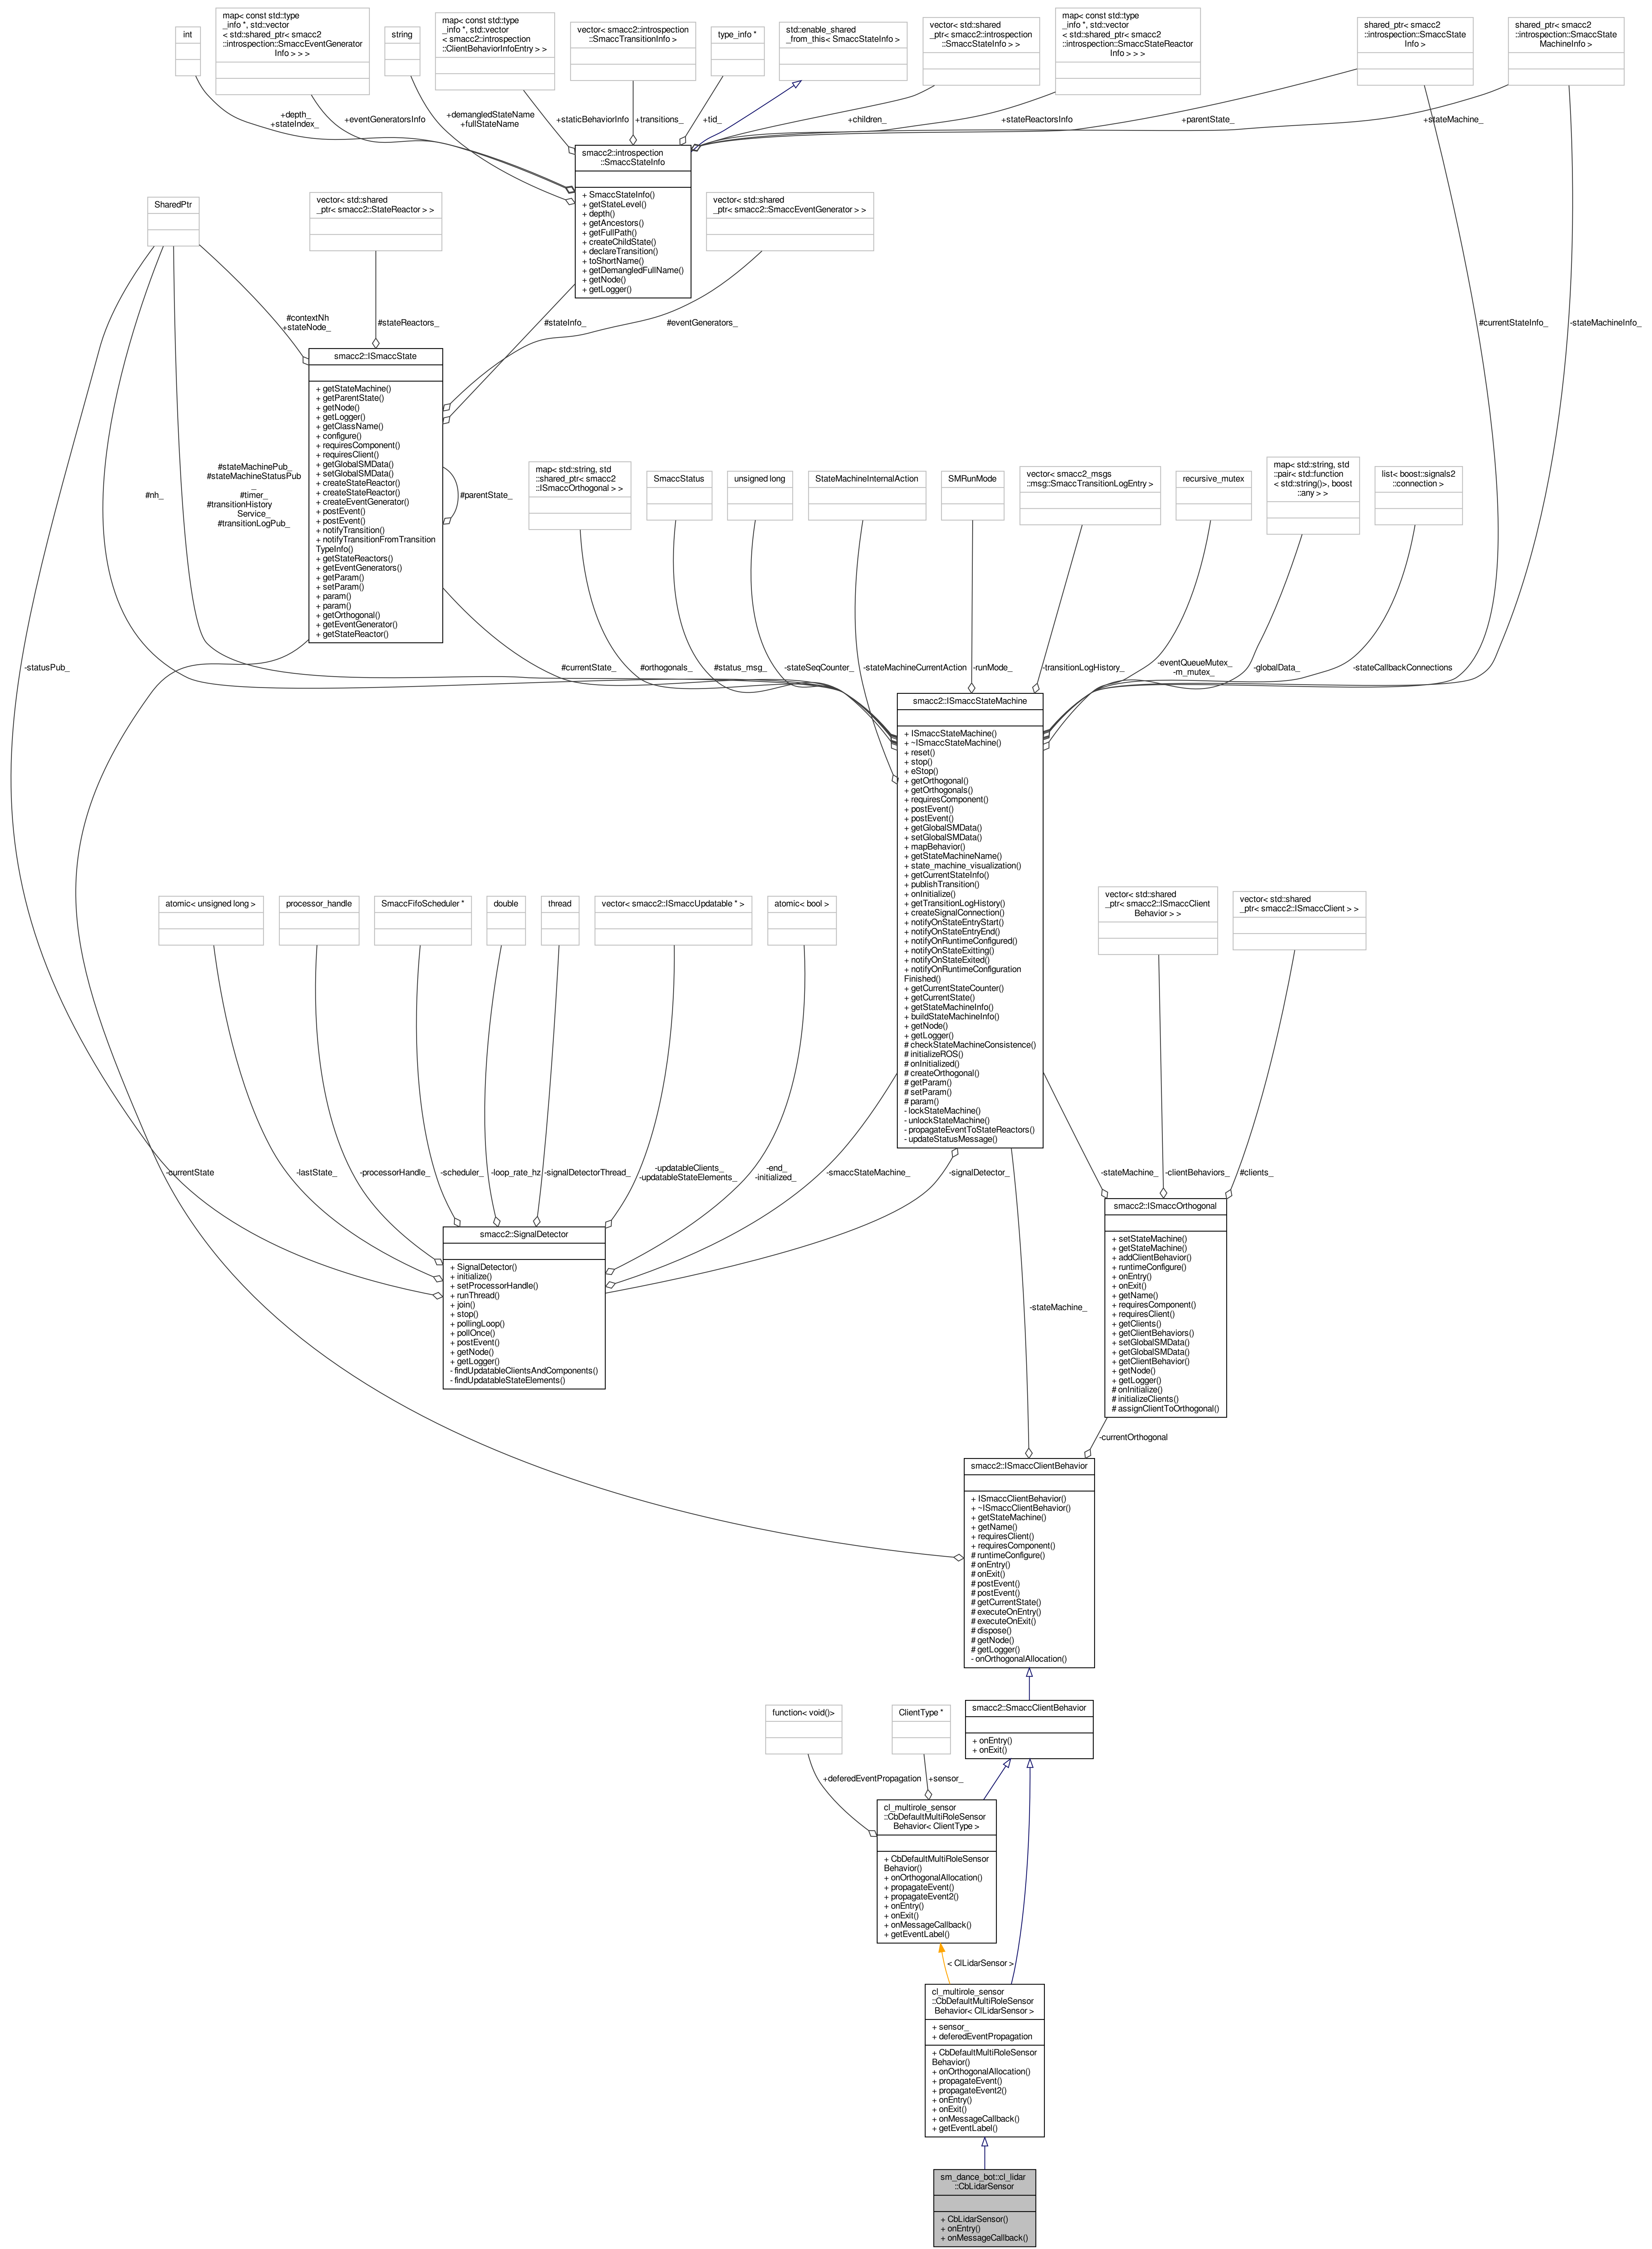 int
map< const std::type
_info *, std::vector
< std::shared_ptr< smacc2
::introspection::SmaccEventGenerator
Info > > >
string
map< const std::type
_info *, std::vector
< smacc2::introspection
::ClientBehaviorInfoEntry > >
vector< smacc2::introspection
::SmaccTransitionInfo >
type_info *
std::enable_shared
_from_this< SmaccStateInfo >
vector< std::shared
_ptr< smacc2::introspection
::SmaccStateInfo > >
map< const std::type
_info *, std::vector
< std::shared_ptr< smacc2
::introspection::SmaccStateReactor
Info > > >
shared_ptr< smacc2
::introspection::SmaccState
Info >
shared_ptr< smacc2
::introspection::SmaccState
MachineInfo >
+depth_
+stateIndex_
+eventGeneratorsInfo
+demangledStateName
+fullStateName
+staticBehaviorInfo
+transitions_
+tid_
+children_
+stateReactorsInfo
+parentState_
+stateMachine_
smacc2::introspection
::SmaccStateInfo
+ SmaccStateInfo()
+ getStateLevel()
+ depth()
+ getAncestors()
+ getFullPath()
+ createChildState()
+ declareTransition()
+ toShortName()
+ getDemangledFullName()
+ getNode()
+ getLogger()
SharedPtr
vector< std::shared
_ptr< smacc2::StateReactor > >
vector< std::shared
_ptr< smacc2::SmaccEventGenerator > >
#contextNh
+stateNode_
#stateReactors_
#stateInfo_
#eventGenerators_
#currentStateInfo_
-stateMachineInfo_
smacc2::ISmaccState
+ getStateMachine()
+ getParentState()
+ getNode()
+ getLogger()
+ getClassName()
+ configure()
+ requiresComponent()
+ requiresClient()
+ getGlobalSMData()
+ setGlobalSMData()
+ createStateReactor()
+ createStateReactor()
+ createEventGenerator()
+ postEvent()
+ postEvent()
+ notifyTransition()
+ notifyTransitionFromTransition
TypeInfo()
+ getStateReactors()
+ getEventGenerators()
+ getParam()
+ setParam()
+ param()
+ param()
+ getOrthogonal()
+ getEventGenerator()
+ getStateReactor()
#parentState_
#nh_
#stateMachinePub_
#stateMachineStatusPub
_
#timer_
#transitionHistory
Service_
#transitionLogPub_
map< std::string, std
::shared_ptr< smacc2
::ISmaccOrthogonal > >
SmaccStatus
unsigned long
StateMachineInternalAction
SMRunMode
vector< smacc2_msgs
::msg::SmaccTransitionLogEntry >
recursive_mutex
map< std::string, std
::pair< std::function
< std::string()>, boost
::any > >
list< boost::signals2
::connection >
-statusPub_
#currentState_
#orthogonals_
#status_msg_
-stateSeqCounter_
-stateMachineCurrentAction
-runMode_
-transitionLogHistory_
-eventQueueMutex_
-m_mutex_
-globalData_
-stateCallbackConnections
smacc2::ISmaccStateMachine
+ ISmaccStateMachine()
+ ~ISmaccStateMachine()
+ reset()
+ stop()
+ eStop()
+ getOrthogonal()
+ getOrthogonals()
+ requiresComponent()
+ postEvent()
+ postEvent()
+ getGlobalSMData()
+ setGlobalSMData()
+ mapBehavior()
+ getStateMachineName()
+ state_machine_visualization()
+ getCurrentStateInfo()
+ publishTransition()
+ onInitialize()
+ getTransitionLogHistory()
+ createSignalConnection()
+ notifyOnStateEntryStart()
+ notifyOnStateEntryEnd()
+ notifyOnRuntimeConfigured()
+ notifyOnStateExitting()
+ notifyOnStateExited()
+ notifyOnRuntimeConfiguration
Finished()
+ getCurrentStateCounter()
+ getCurrentState()
+ getStateMachineInfo()
+ buildStateMachineInfo()
+ getNode()
+ getLogger()
# checkStateMachineConsistence()
# initializeROS()
# onInitialized()
# createOrthogonal()
# getParam()
# setParam()
# param()
- lockStateMachine()
- unlockStateMachine()
- propagateEventToStateReactors()
- updateStatusMessage()
atomic< unsigned long >
processor_handle
SmaccFifoScheduler *
double
thread
vector< smacc2::ISmaccUpdatable * >
atomic< bool >
vector< std::shared
_ptr< smacc2::ISmaccClient
Behavior > >
vector< std::shared
_ptr< smacc2::ISmaccClient > >
-currentState
-lastState_
-processorHandle_
-scheduler_
-loop_rate_hz
-signalDetectorThread_
-updatableClients_
-updatableStateElements_
-end_
-initialized_
-smaccStateMachine_
-signalDetector_
-stateMachine_
-clientBehaviors_
#clients_
smacc2::SignalDetector
+ SignalDetector()
+ initialize()
+ setProcessorHandle()
+ runThread()
+ join()
+ stop()
+ pollingLoop()
+ pollOnce()
+ postEvent()
+ getNode()
+ getLogger()
- findUpdatableClientsAndComponents()
- findUpdatableStateElements()
-stateMachine_
smacc2::ISmaccOrthogonal
+ setStateMachine()
+ getStateMachine()
+ addClientBehavior()
+ runtimeConfigure()
+ onEntry()
+ onExit()
+ getName()
+ requiresComponent()
+ requiresClient()
+ getClients()
+ getClientBehaviors()
+ setGlobalSMData()
+ getGlobalSMData()
+ getClientBehavior()
+ getNode()
+ getLogger()
# onInitialize()
# initializeClients()
# assignClientToOrthogonal()
-currentOrthogonal
smacc2::ISmaccClientBehavior
+ ISmaccClientBehavior()
+ ~ISmaccClientBehavior()
+ getStateMachine()
+ getName()
+ requiresClient()
+ requiresComponent()
# runtimeConfigure()
# onEntry()
# onExit()
# postEvent()
# postEvent()
# getCurrentState()
# executeOnEntry()
# executeOnExit()
# dispose()
# getNode()
# getLogger()
- onOrthogonalAllocation()
function< void()>
ClientType *
smacc2::SmaccClientBehavior
+ onEntry()
+ onExit()
+deferedEventPropagation
+sensor_
cl_multirole_sensor
::CbDefaultMultiRoleSensor
Behavior< ClientType >
+ CbDefaultMultiRoleSensor
Behavior()
+ onOrthogonalAllocation()
+ propagateEvent()
+ propagateEvent2()
+ onEntry()
+ onExit()
+ onMessageCallback()
+ getEventLabel()
< ClLidarSensor >
cl_multirole_sensor
::CbDefaultMultiRoleSensor
Behavior< ClLidarSensor >
+ sensor_
+ deferedEventPropagation
+ CbDefaultMultiRoleSensor
Behavior()
+ onOrthogonalAllocation()
+ propagateEvent()
+ propagateEvent2()
+ onEntry()
+ onExit()
+ onMessageCallback()
+ getEventLabel()
sm_dance_bot::cl_lidar
::CbLidarSensor
+ CbLidarSensor()
+ onEntry()
+ onMessageCallback()